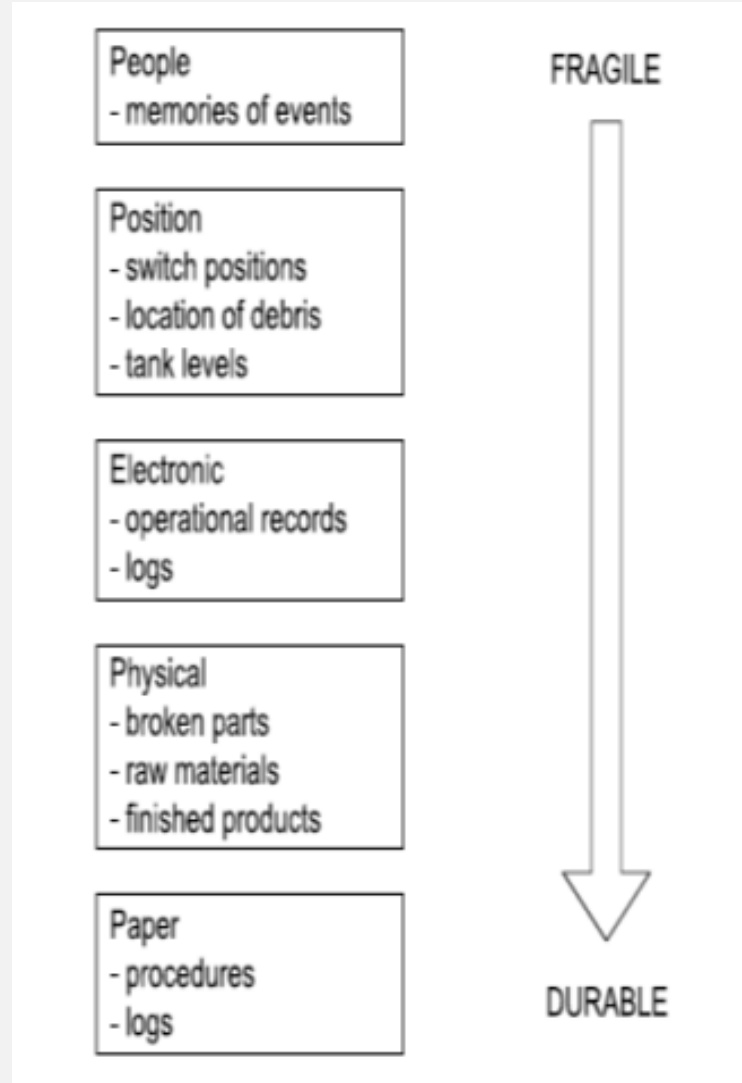 People
- memories of events
FRAGILE
Position
- switch positions
- location of debris
- tank levels
Electronic
- operational records
- logs
Physical
- broken parts
- raw materials
- finished products
Paper
- procedures
- logs
DURABLE